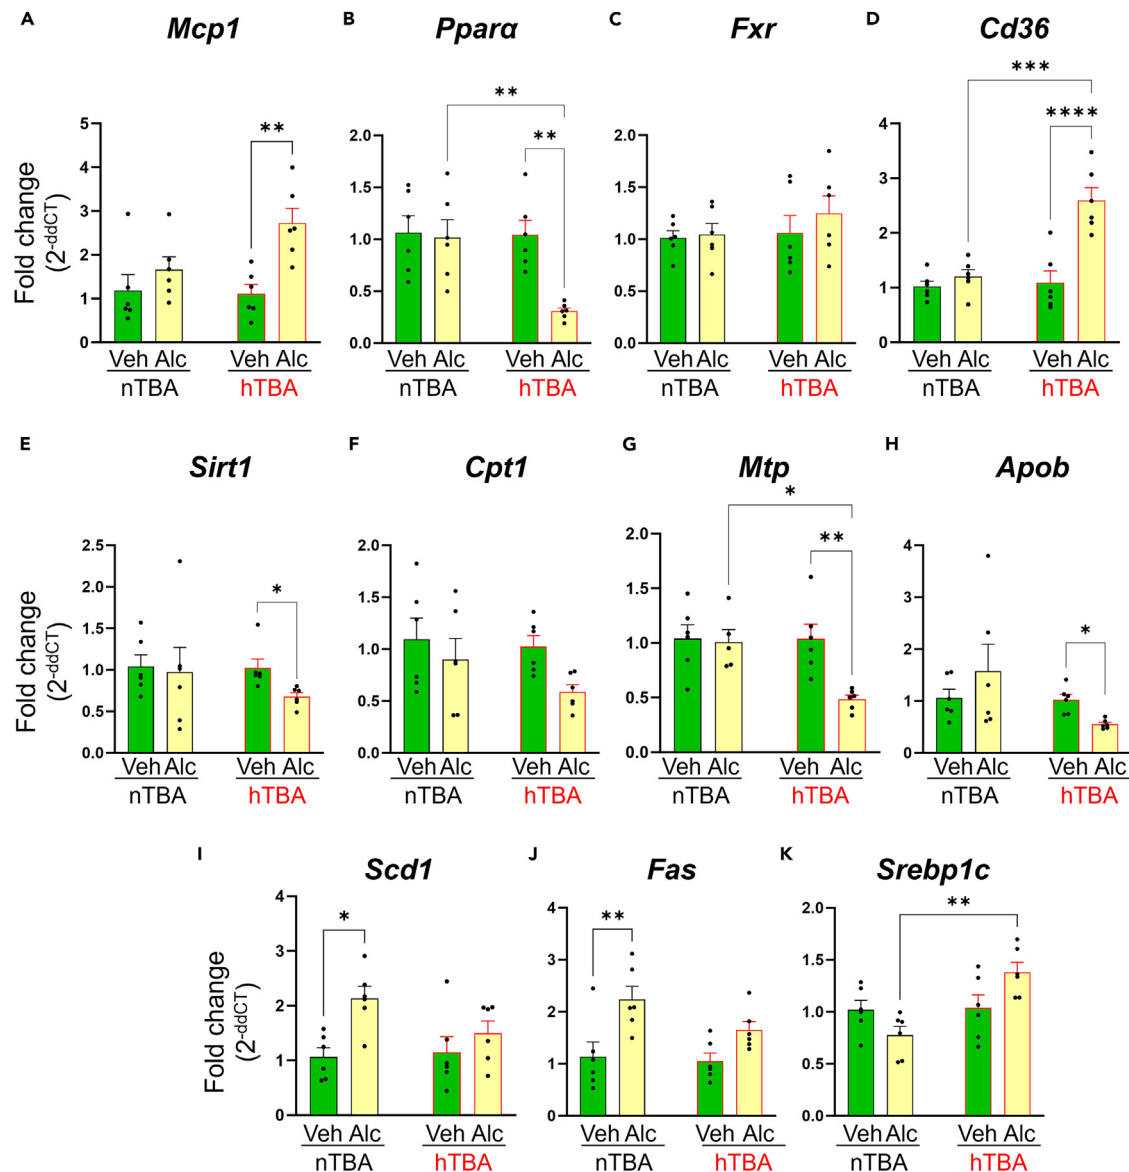 A Mcp1 B Pparα C Fxr D Cd36
** ** ** *** ****
Fold change
(2-ddCT)
5 4 3 2 1 0
2.0 1.5 1.0 0.5 0.0
2.0 1.5 1.0 0.5 0.0
4 3 2 1 0
Veh Alc Veh Alc Veh Alc Veh Alc Veh Alc Veh Alc Veh Alc Veh Alc
nTBA hTBA nTBA hTBA nTBA hTBA nTBA hTBA
E Sirt1 F Cpt1 G Mtp H Apob
* * ** *
Fold change
(2-ddCT)
2.5 2.0 1.5 1.0 0.5 0.0
2.0 1.5 1.0 0.5 0.0
2.0 1.5 1.0 0.5 0.0
4 3 2 1 0
Veh Alc Veh Alc Veh Alc Veh Alc Veh Alc Veh Alc Veh Alc Veh Alc
nTBA hTBA nTBA hTBA nTBA hTBA nTBA hTBA
I Scd1 J Fas K Srebp1c
* ** **
Fold change
(2-ddCT)
4 3 2 1 0
4 3 2 1 0
2.0 1.5 1.0 0.5 0.0
Veh Alc Veh Alc Veh Alc Veh Alc Veh Alc Veh Alc
nTBA hTBA nTBA hTBA nTBA hTBA